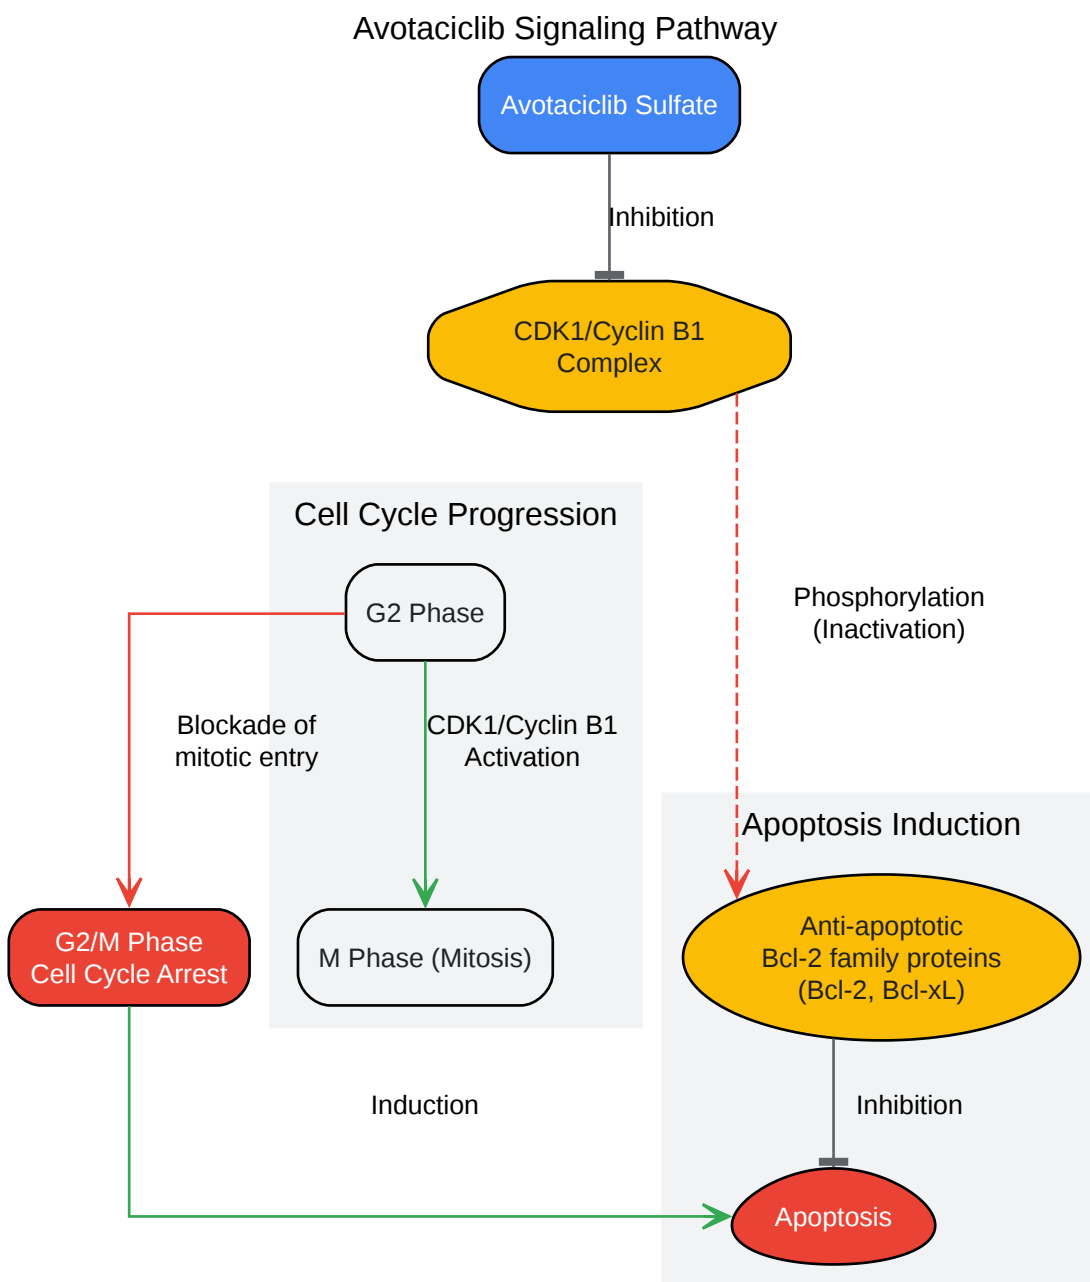 Avotaciclib Signaling Pathway
Avotaciclib Sulfate
Inhibition
CDK1/Cyclin B1
Complex
Cell Cycle Progression
G2 Phase
Phosphorylation
(Inactivation)
Blockade of
mitotic entry
CDK1/Cyclin B1
Activation
Apoptosis Induction
G2/M Phase
Cell Cycle Arrest
M Phase (Mitosis)
Anti-apoptotic
Bcl-2 family proteins
(Bcl-2, Bcl-xL)
Induction
Inhibition
Apoptosis